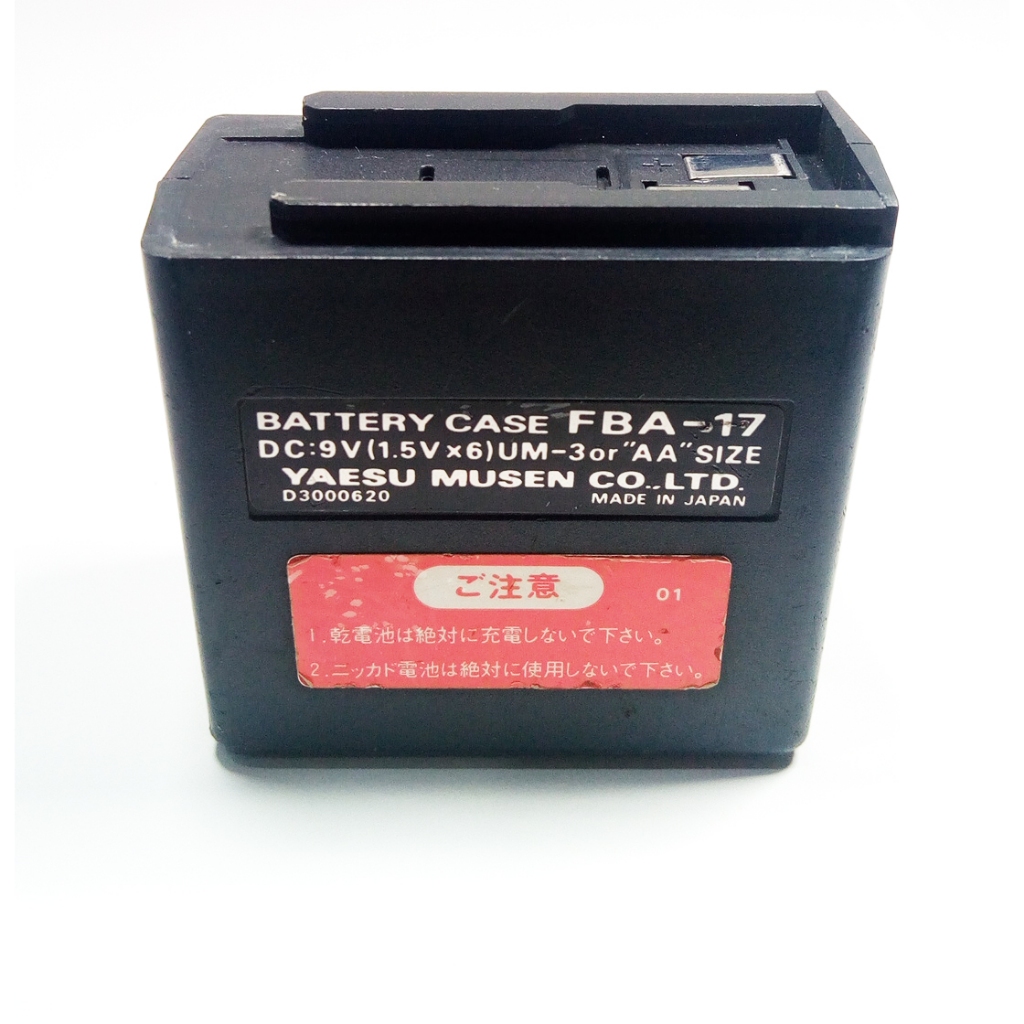 +
BATTERY CASE FBA-17
DC:9V(1.5V×6)UM-3or"AA"SIZE
YAESU MUSEN CO.,LTD.
D3000620 MADE IN JAPAN
ご注意
01
1.乾電池は絶対に充電しないで下さい。
2.ニッカド電池は絶対に使用しないで下さい。